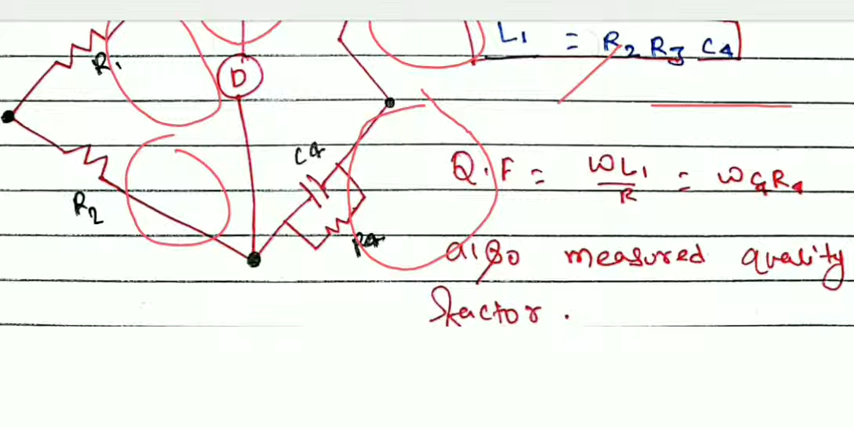 L₁ = R₂ R₃ C₄
R₁
D
C4
Q.F = ωL₁/R = ωC₄R₄
R₂
R4
also measured quality
factor.